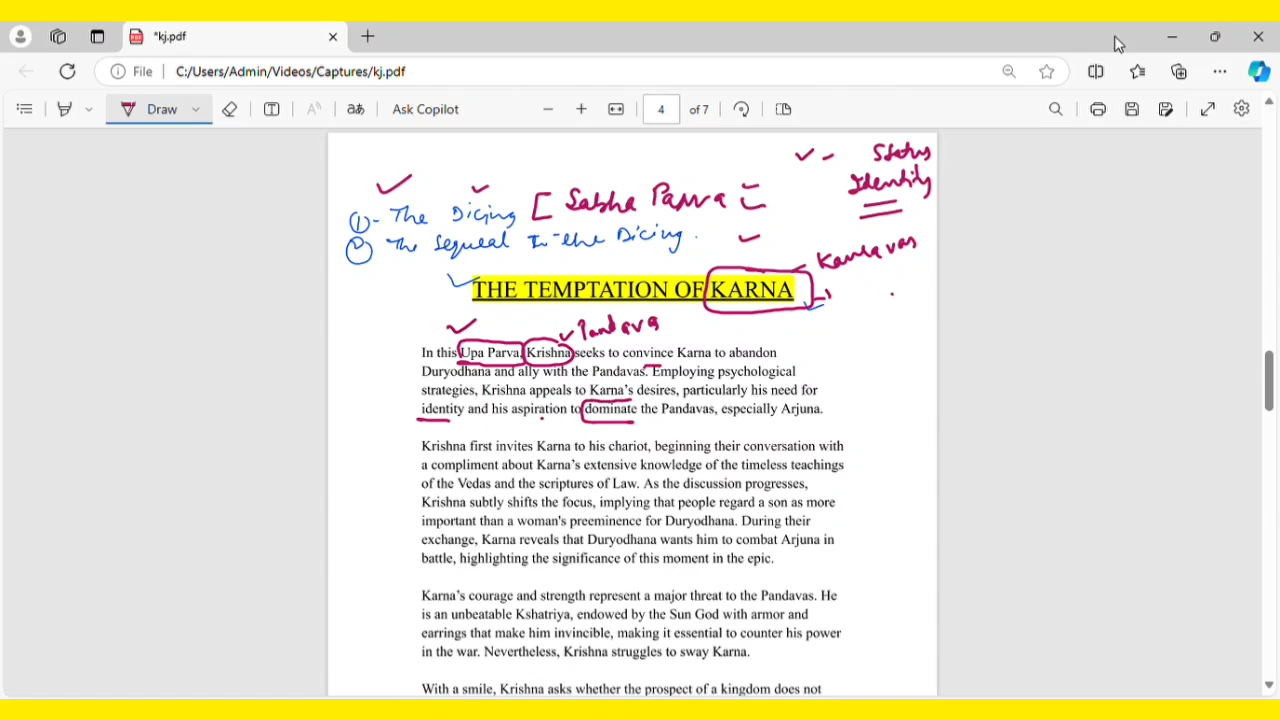 *kj.pdf
File C:/Users/Admin/Videos/Captures/kj.pdf
Draw Ask Copilot 4 of 7
Status
Identity
① - The Dicing [ Sabha Parva
② The Sequeal to the Dicing.
Kauravas
THE TEMPTATION OF KARNA
Pandava
In this Upa Parva, Krishna seeks to convince Karna to abandon
Duryodhana and ally with the Pandavas. Employing psychological
strategies, Krishna appeals to Karna's desires, particularly his need for
identity and his aspiration to dominate the Pandavas, especially Arjuna.
Krishna first invites Karna to his chariot, beginning their conversation with
a compliment about Karna's extensive knowledge of the timeless teachings
of the Vedas and the scriptures of Law. As the discussion progresses,
Krishna subtly shifts the focus, implying that people regard a son as more
important than a woman's preeminence for Duryodhana. During their
exchange, Karna reveals that Duryodhana wants him to combat Arjuna in
battle, highlighting the significance of this moment in the epic.
Karna's courage and strength represent a major threat to the Pandavas. He
is an unbeatable Kshatriya, endowed by the Sun God with armor and
earrings that make him invincible, making it essential to counter his power
in the war. Nevertheless, Krishna struggles to sway Karna.
With a smile, Krishna asks whether the prospect of a kingdom does not